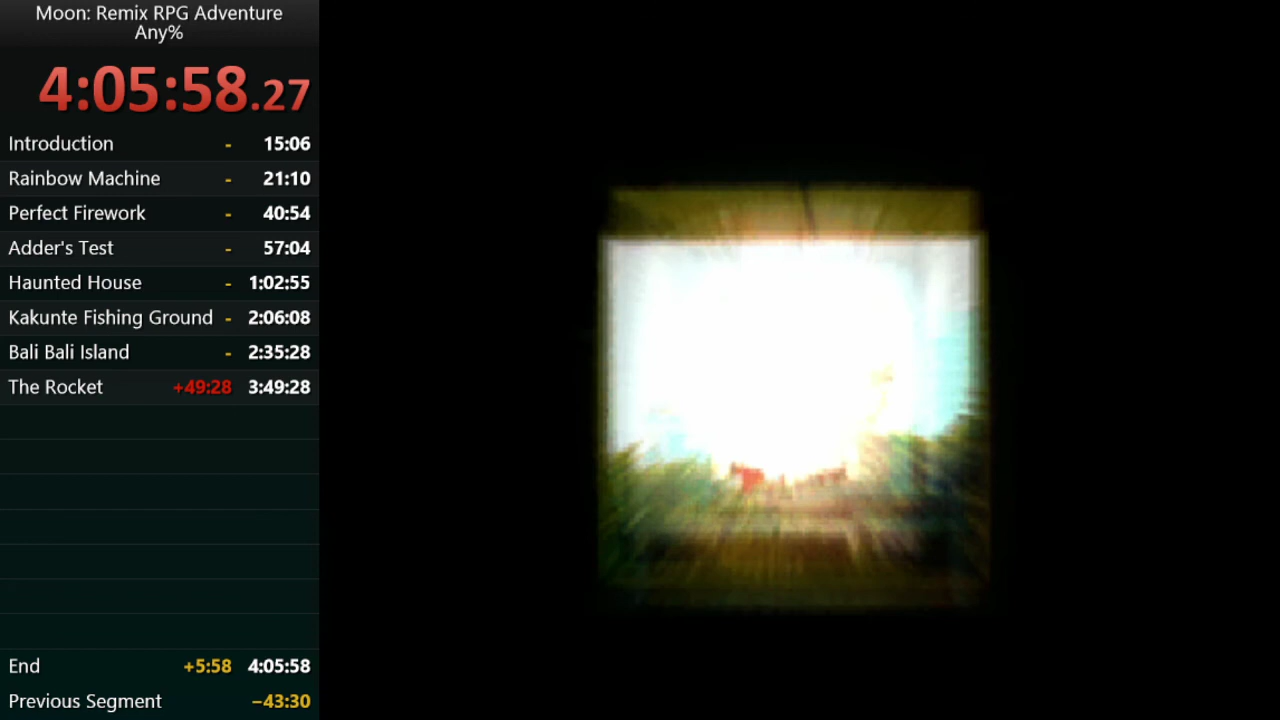 Moon: Remix RPG Adventure
Any%
4:05:58.27
Introduction - 15:06
Rainbow Machine - 21:10
Perfect Firework - 40:54
Adder's Test - 57:04
Haunted House - 1:02:55
Kakunte Fishing Ground - 2:06:08
Bali Bali Island - 2:35:28
The Rocket +49:28 3:49:28
End +5:58 4:05:58
Previous Segment −43:30